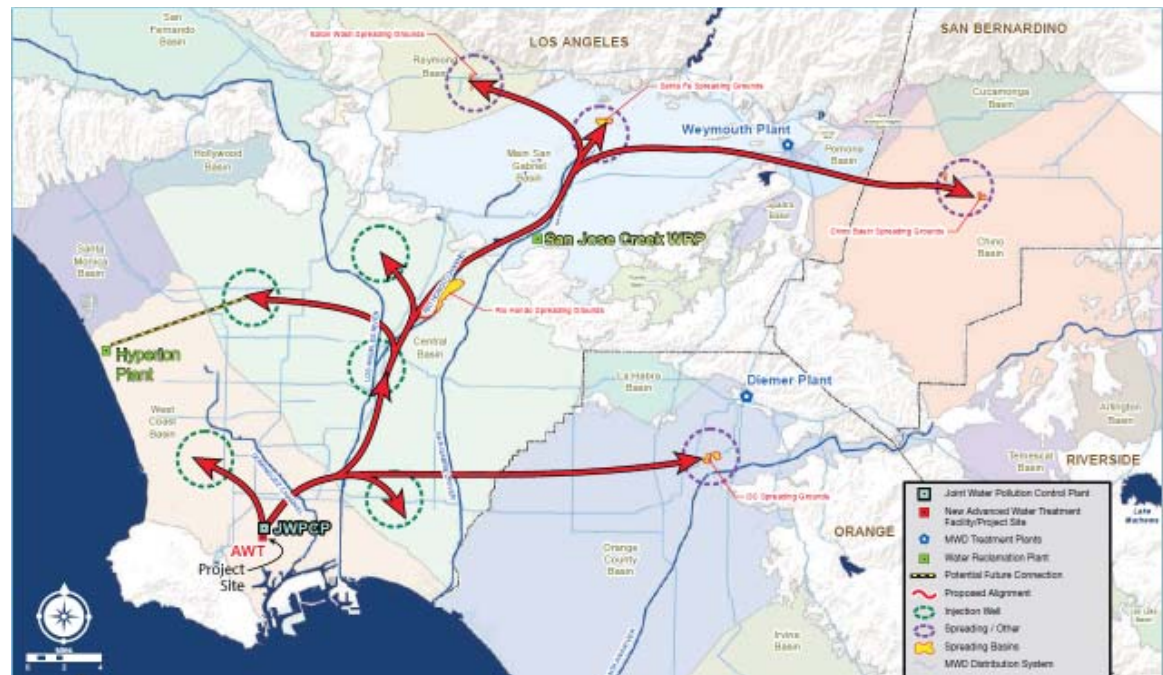 San
Fernando
Basin
LOS ANGELES
SAN BERNARDINO
Raymond
Basin
Santa Fe Spreading Grounds
Cucamonga
Basin
Weymouth Plant
Hollywood
Basin
Main San
Gabriel
Basin
Pomona
Basin
Santa
Monica
Basin
San Jose Creek WRP
Chino Basin Spreading Grounds
Chino
Basin
Rio Hondo Spreading Grounds
Hyperion
Plant
Central
Basin
LOS ANGELES RIVER
La Habra
Basin
Diemer Plant
West
Coast
Basin
Arlington
Basin
Temescal
Basin
RIVERSIDE
OC Spreading Grounds
JWPCP
AWT
Project
Site
Orange
County
Basin
ORANGE
Irvine
Basin
Lake
Mathews
Joint Water Pollution Control Plant
New Advanced Water Treatment
Facility/Project Site
MWD Treatment Plants
Water Reclamation Plant
Potential Future Connection
Proposed Alignment
Injection Well
Spreading / Other
Spreading Basins
MWD Distribution System